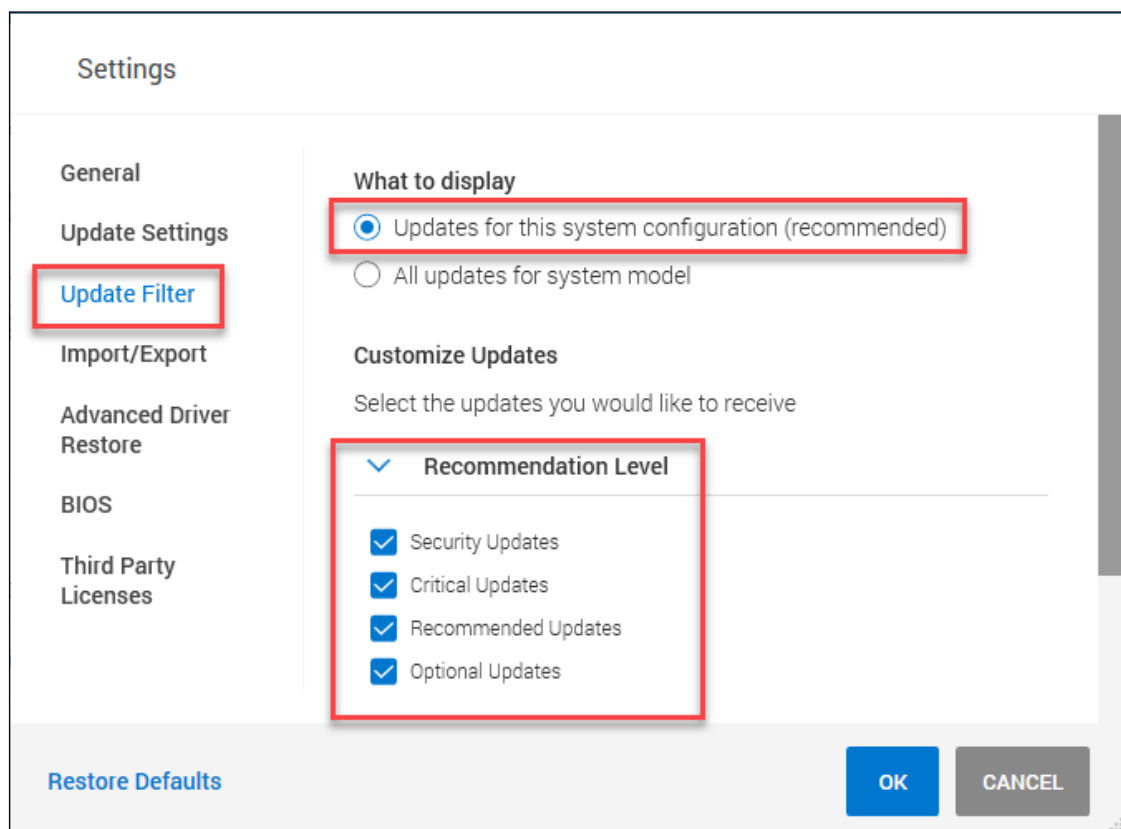 Settings
General
Update Settings
Update Filter
Import/Export
Advanced Driver
Restore
BIOS
Third Party
Licenses
What to display
Updates for this system configuration (recommended)
All updates for system model
Customize Updates
Select the updates you would like to receive
Recommendation Level
Security Updates
Critical Updates
Recommended Updates
Optional Updates
Restore Defaults
OK
CANCEL